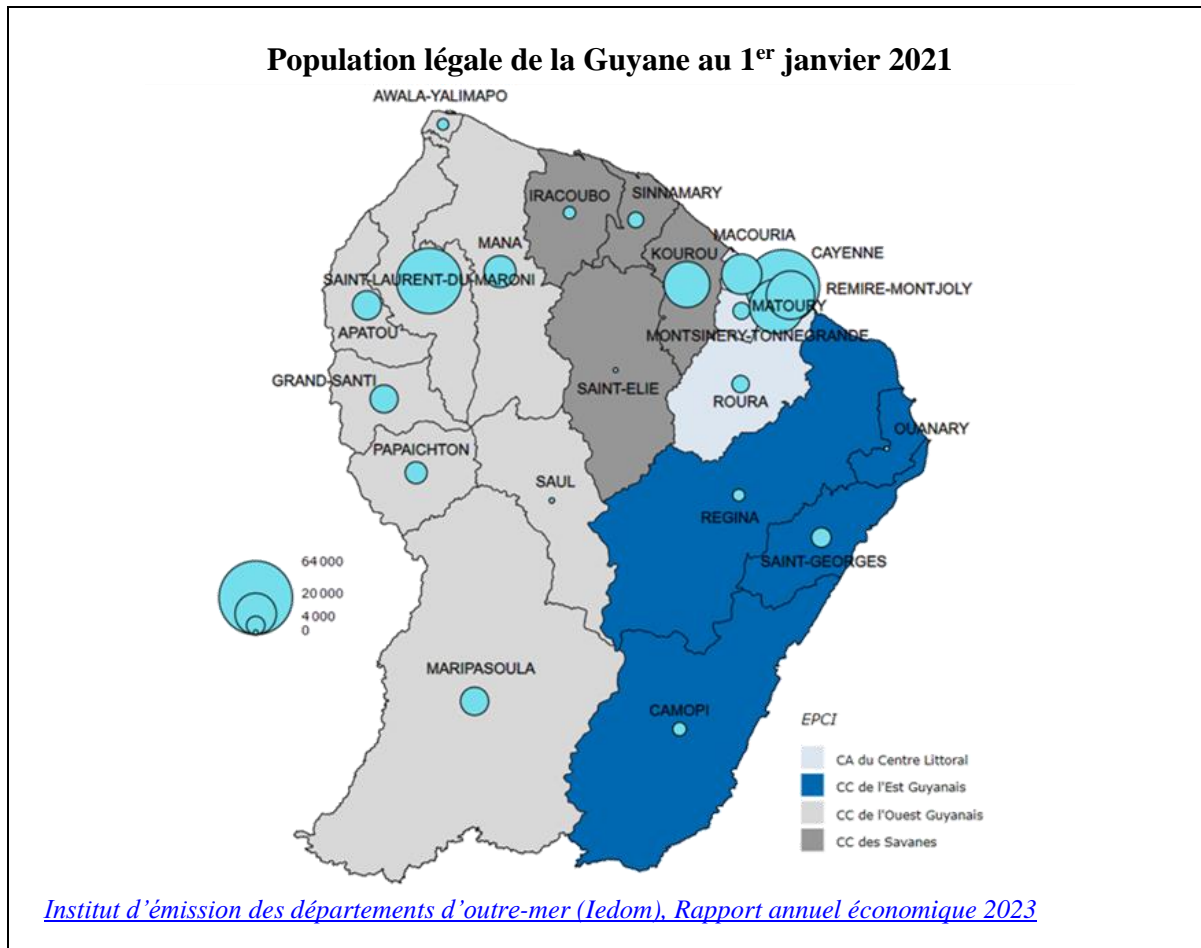 Population légale de la Guyane au 1er janvier 2021
AWALA-YALIMAPO
IRACOUBO
SINNAMARY
MACOURIA
MANA
KOUROU
CAYENNE
SAINT-LAURENT-DU-MARONI
REMIRE-MONTJOLY
MATOURY
APATOU
MONTSINERY-TONNEGRANDE
GRAND-SANTI
SAINT-ELIE
ROURA
OUANARY
PAPAICHTON
SAUL
REGINA
SAINT-GEORGES
64 000
20 000
4 000
0
MARIPASOULA
CAMOPI
EPCI
CA du Centre Littoral
CC de l'Est Guyanais
CC de l'Ouest Guyanais
CC des Savanes
Institut d’émission des départements d’outre-mer (Iedom), Rapport annuel économique 2023